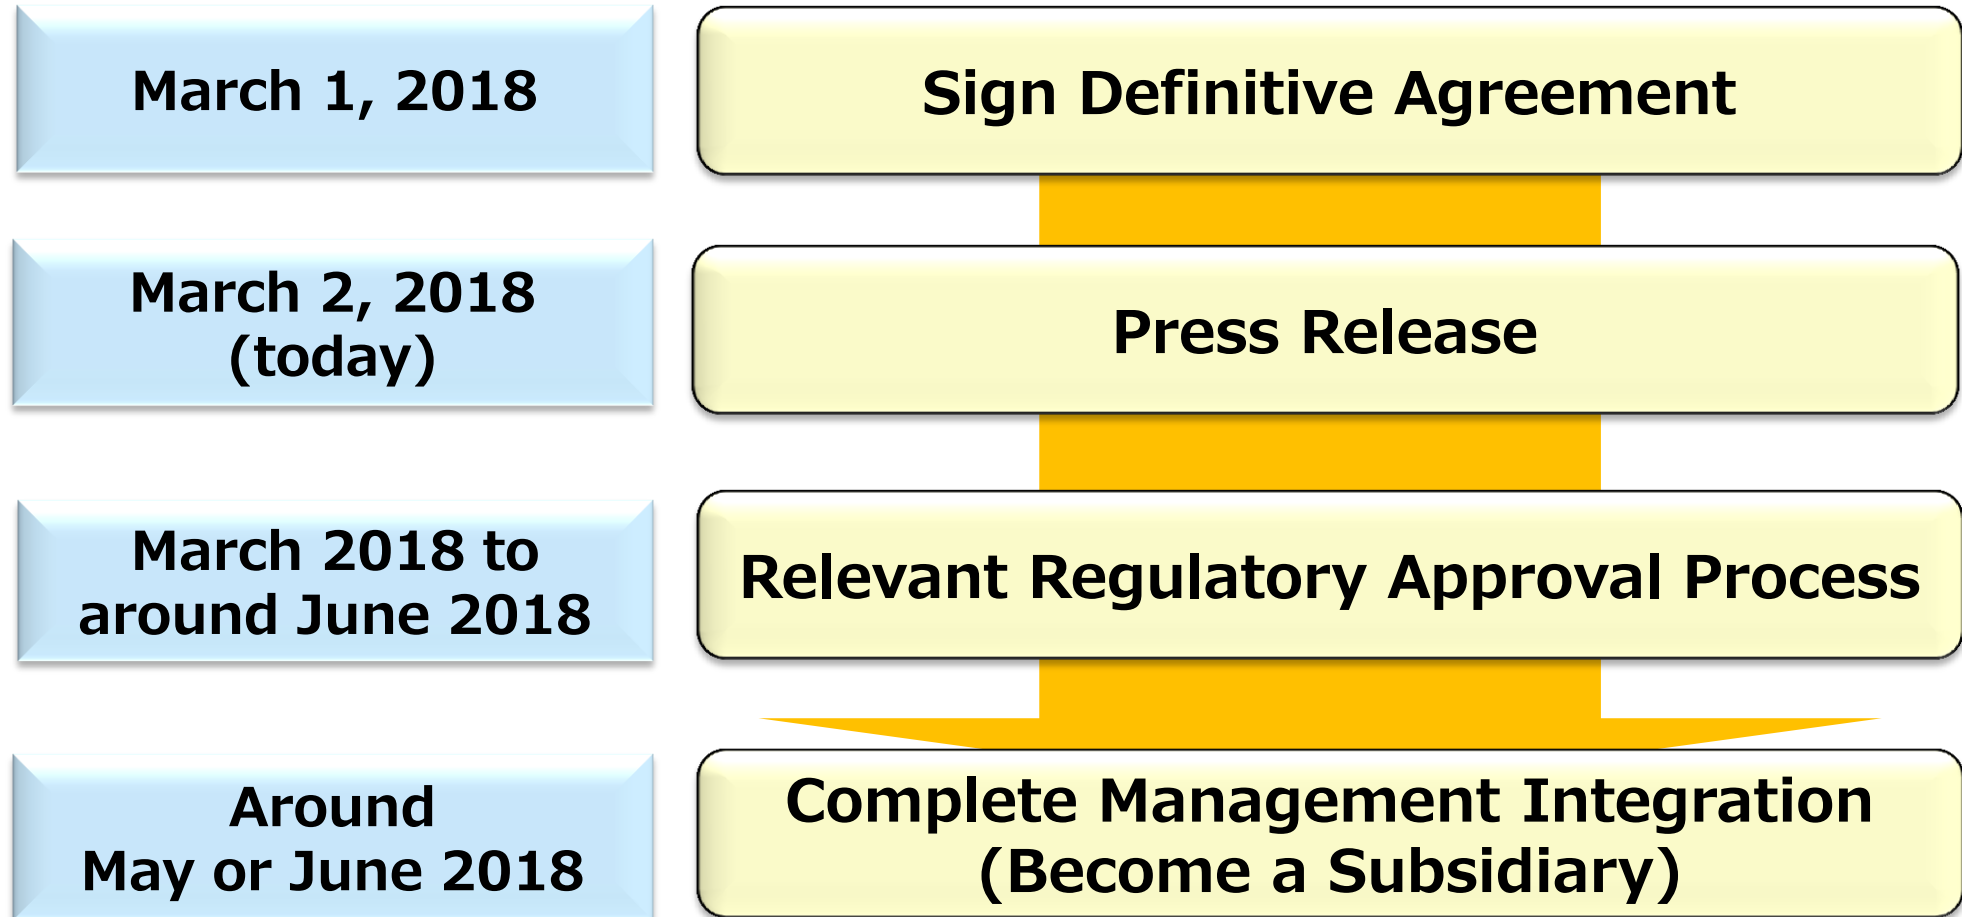 March 1, 2018
Sign Definitive Agreement
March 2, 2018
(today)
Press Release
March 2018 to
around June 2018
Relevant Regulatory Approval Process
Around
May or June 2018
Complete Management Integration
(Become a Subsidiary)